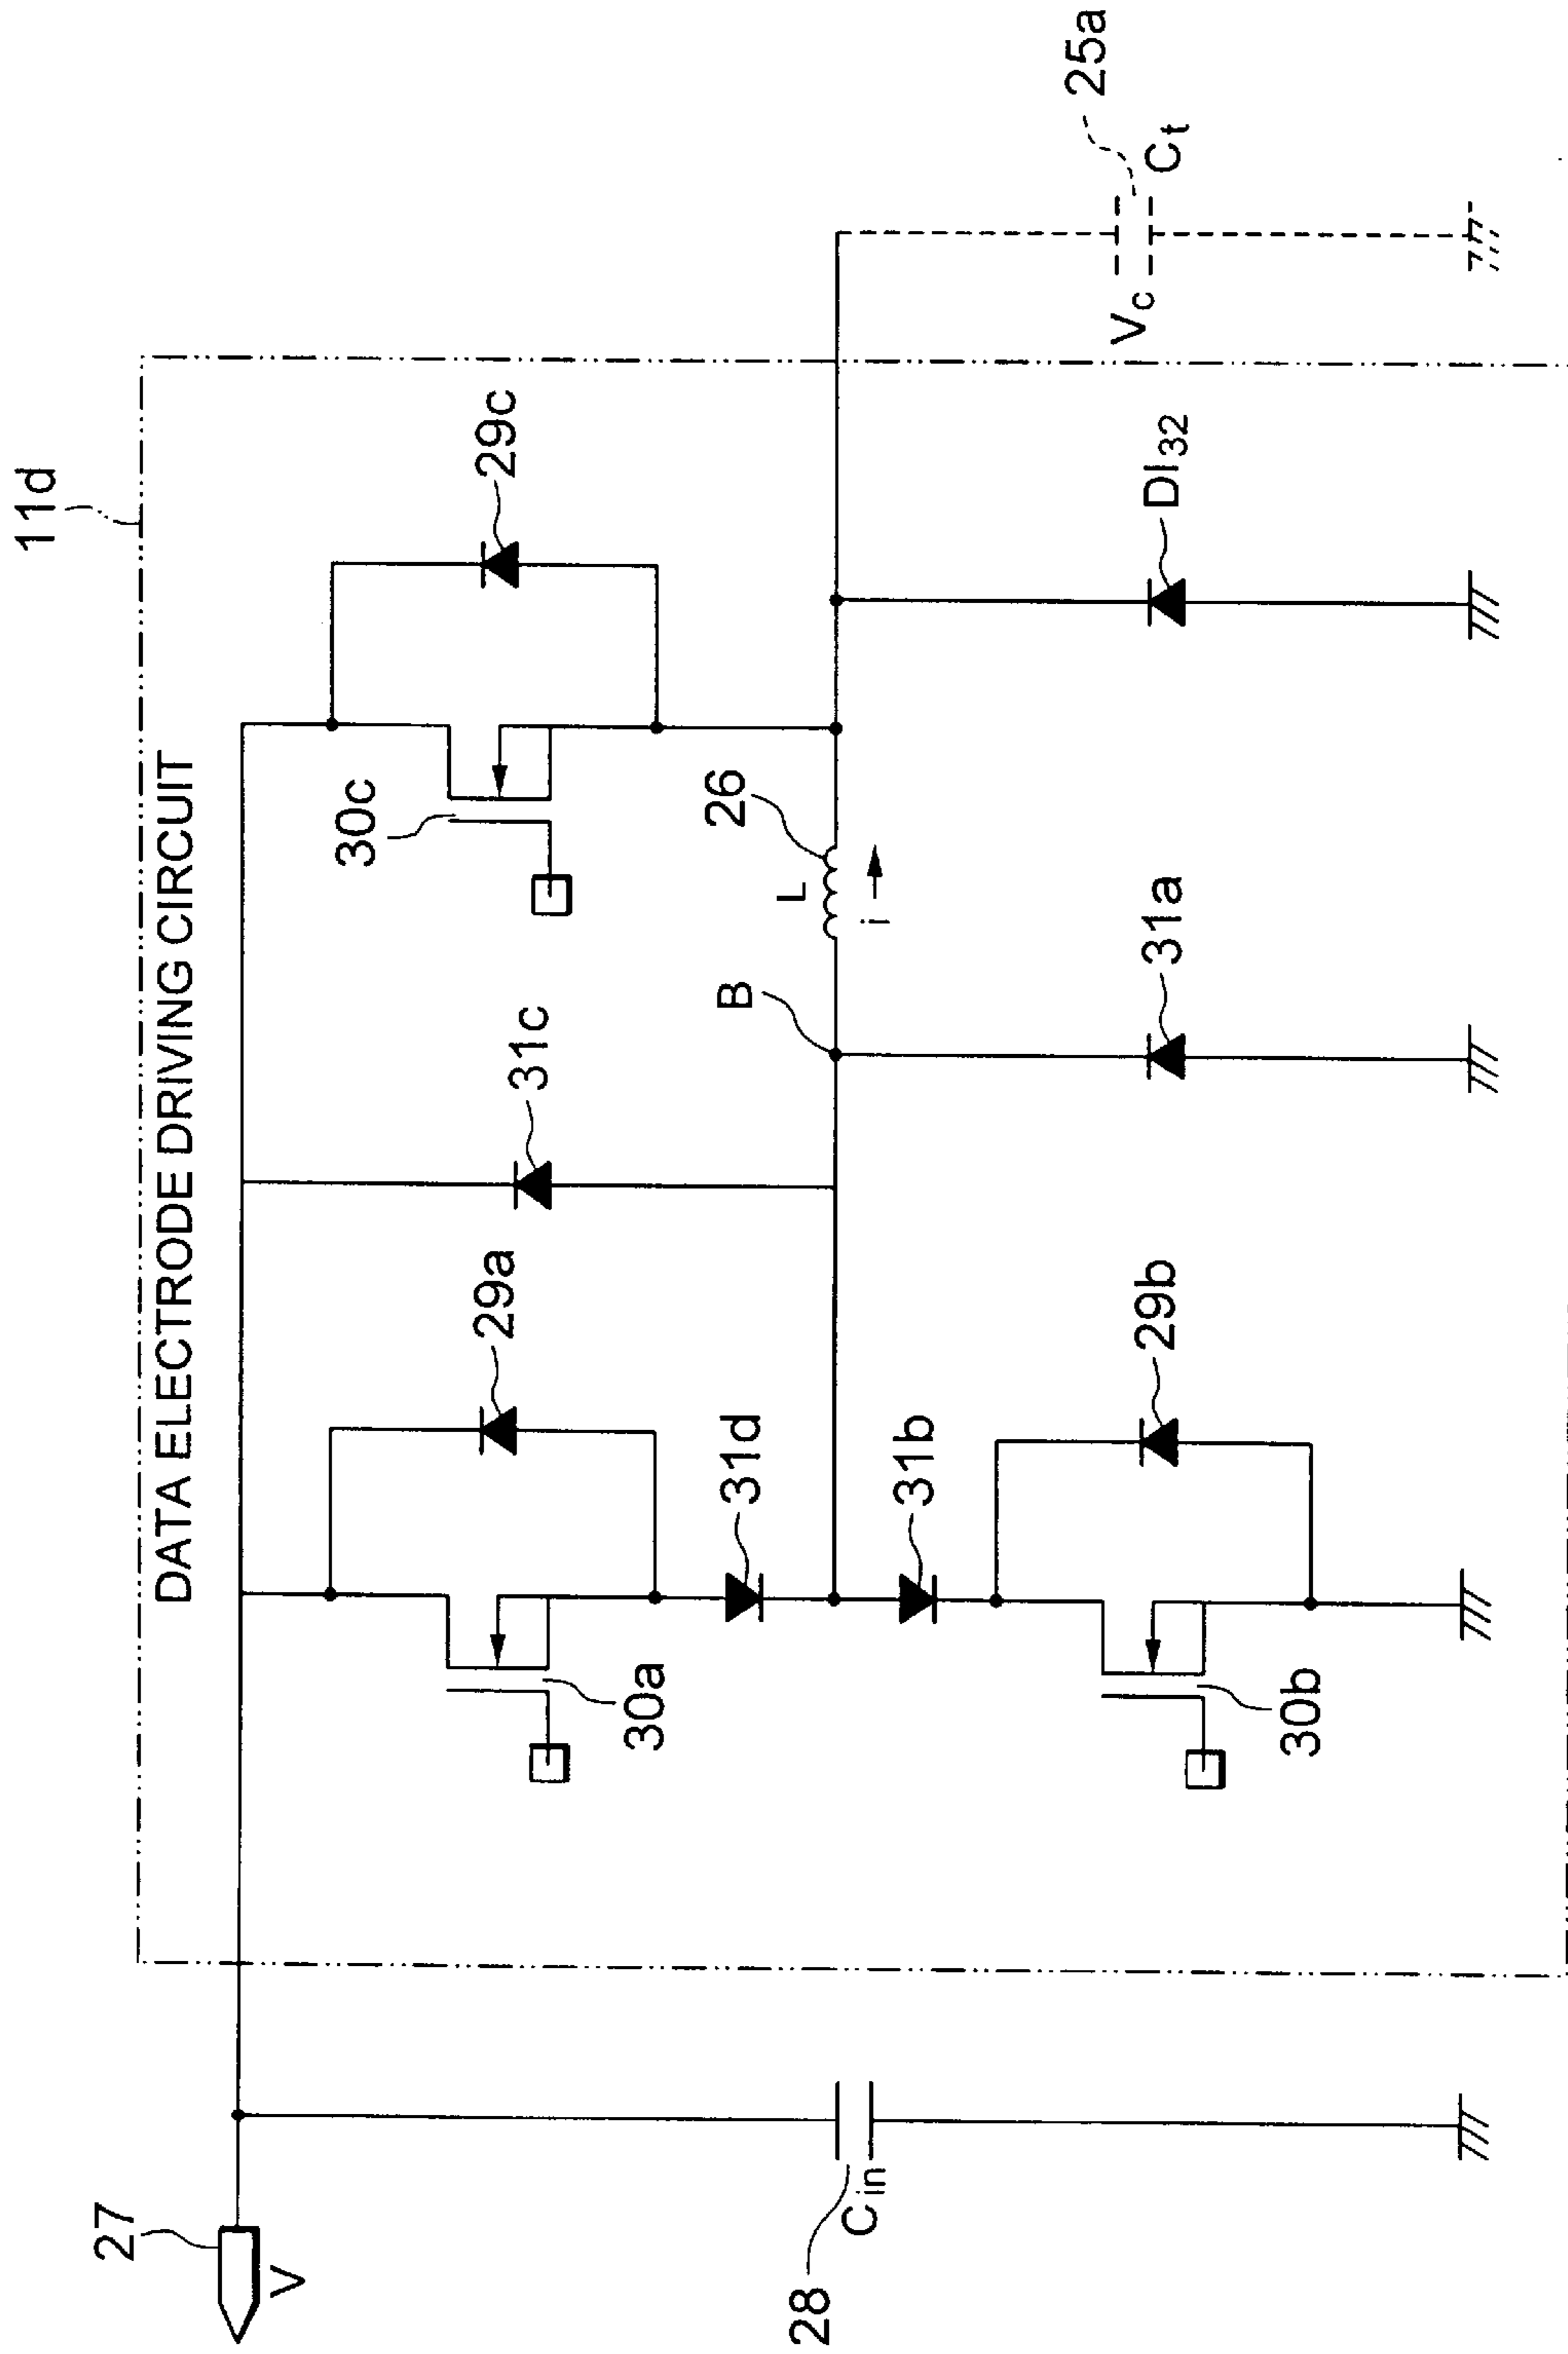 11d
DATA ELECTRODE DRIVING CIRCUIT
27
V
30c
29c
29a
31c
30a
31d
26
L
i
B
25a
Vc
Ct
28
Cin
31b
29b
30b
31a
DI32